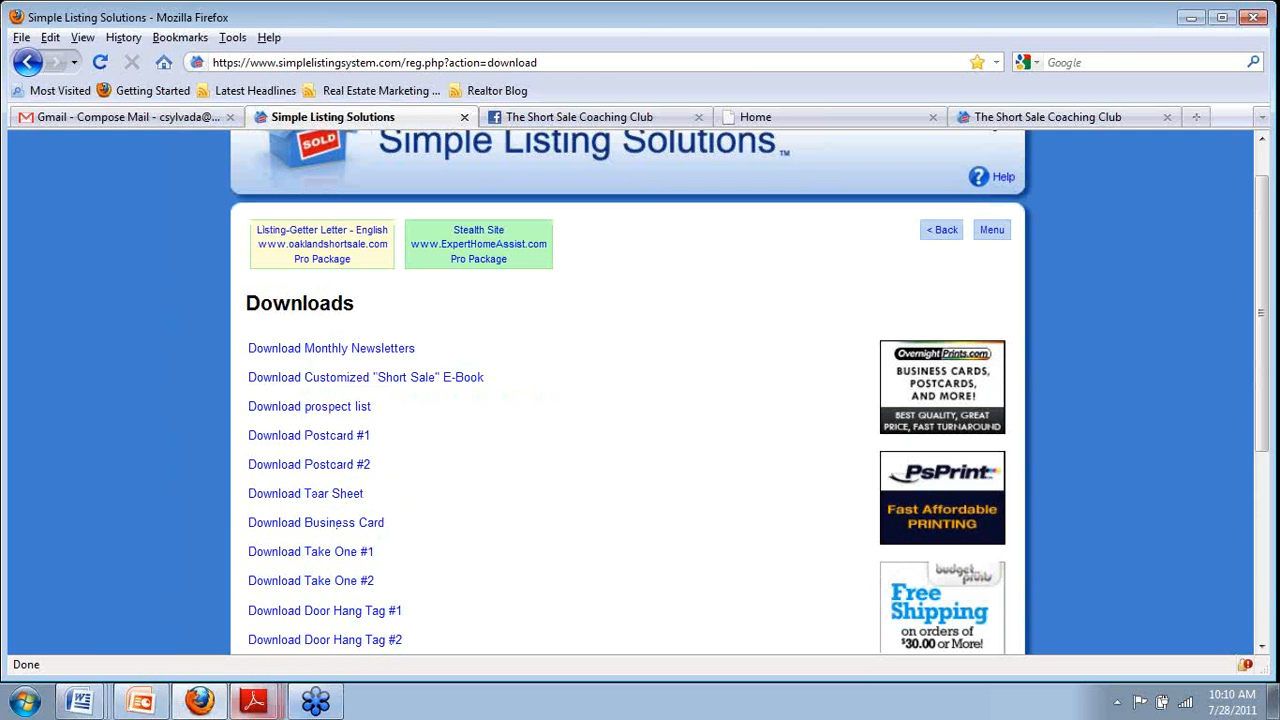 Simple Listing Solutions - Mozilla Firefox
File Edit View History Bookmarks Tools Help
https://www.simplelistingsystem.com/reg.php?action=download
Google
Most Visited Getting Started Latest Headlines Real Estate Marketing ... Realtor Blog
Gmail - Compose Mail - csylvada@... Simple Listing Solutions The Short Sale Coaching Club Home The Short Sale Coaching Club
SOLD
Simple Listing Solutions™
? Help
Listing-Getter Letter - English
www.oaklandshortsale.com
Pro Package
Stealth Site
www.ExpertHomeAssist.com
Pro Package
< Back Menu
Downloads
Download Monthly Newsletters
Download Customized "Short Sale" E-Book
Download prospect list
Download Postcard #1
Download Postcard #2
Download Tear Sheet
Download Business Card
Download Take One #1
Download Take One #2
Download Door Hang Tag #1
Download Door Hang Tag #2
OvernightPrints.com
BUSINESS CARDS,
POSTCARDS,
AND MORE!
BEST QUALITY, GREAT
PRICE, FAST TURNAROUND
PsPrint
Fast Affordable
PRINTING
budget
prints
Free
Shipping
on orders of
$30.00 or More!
Done
10:10 AM
7/28/2011